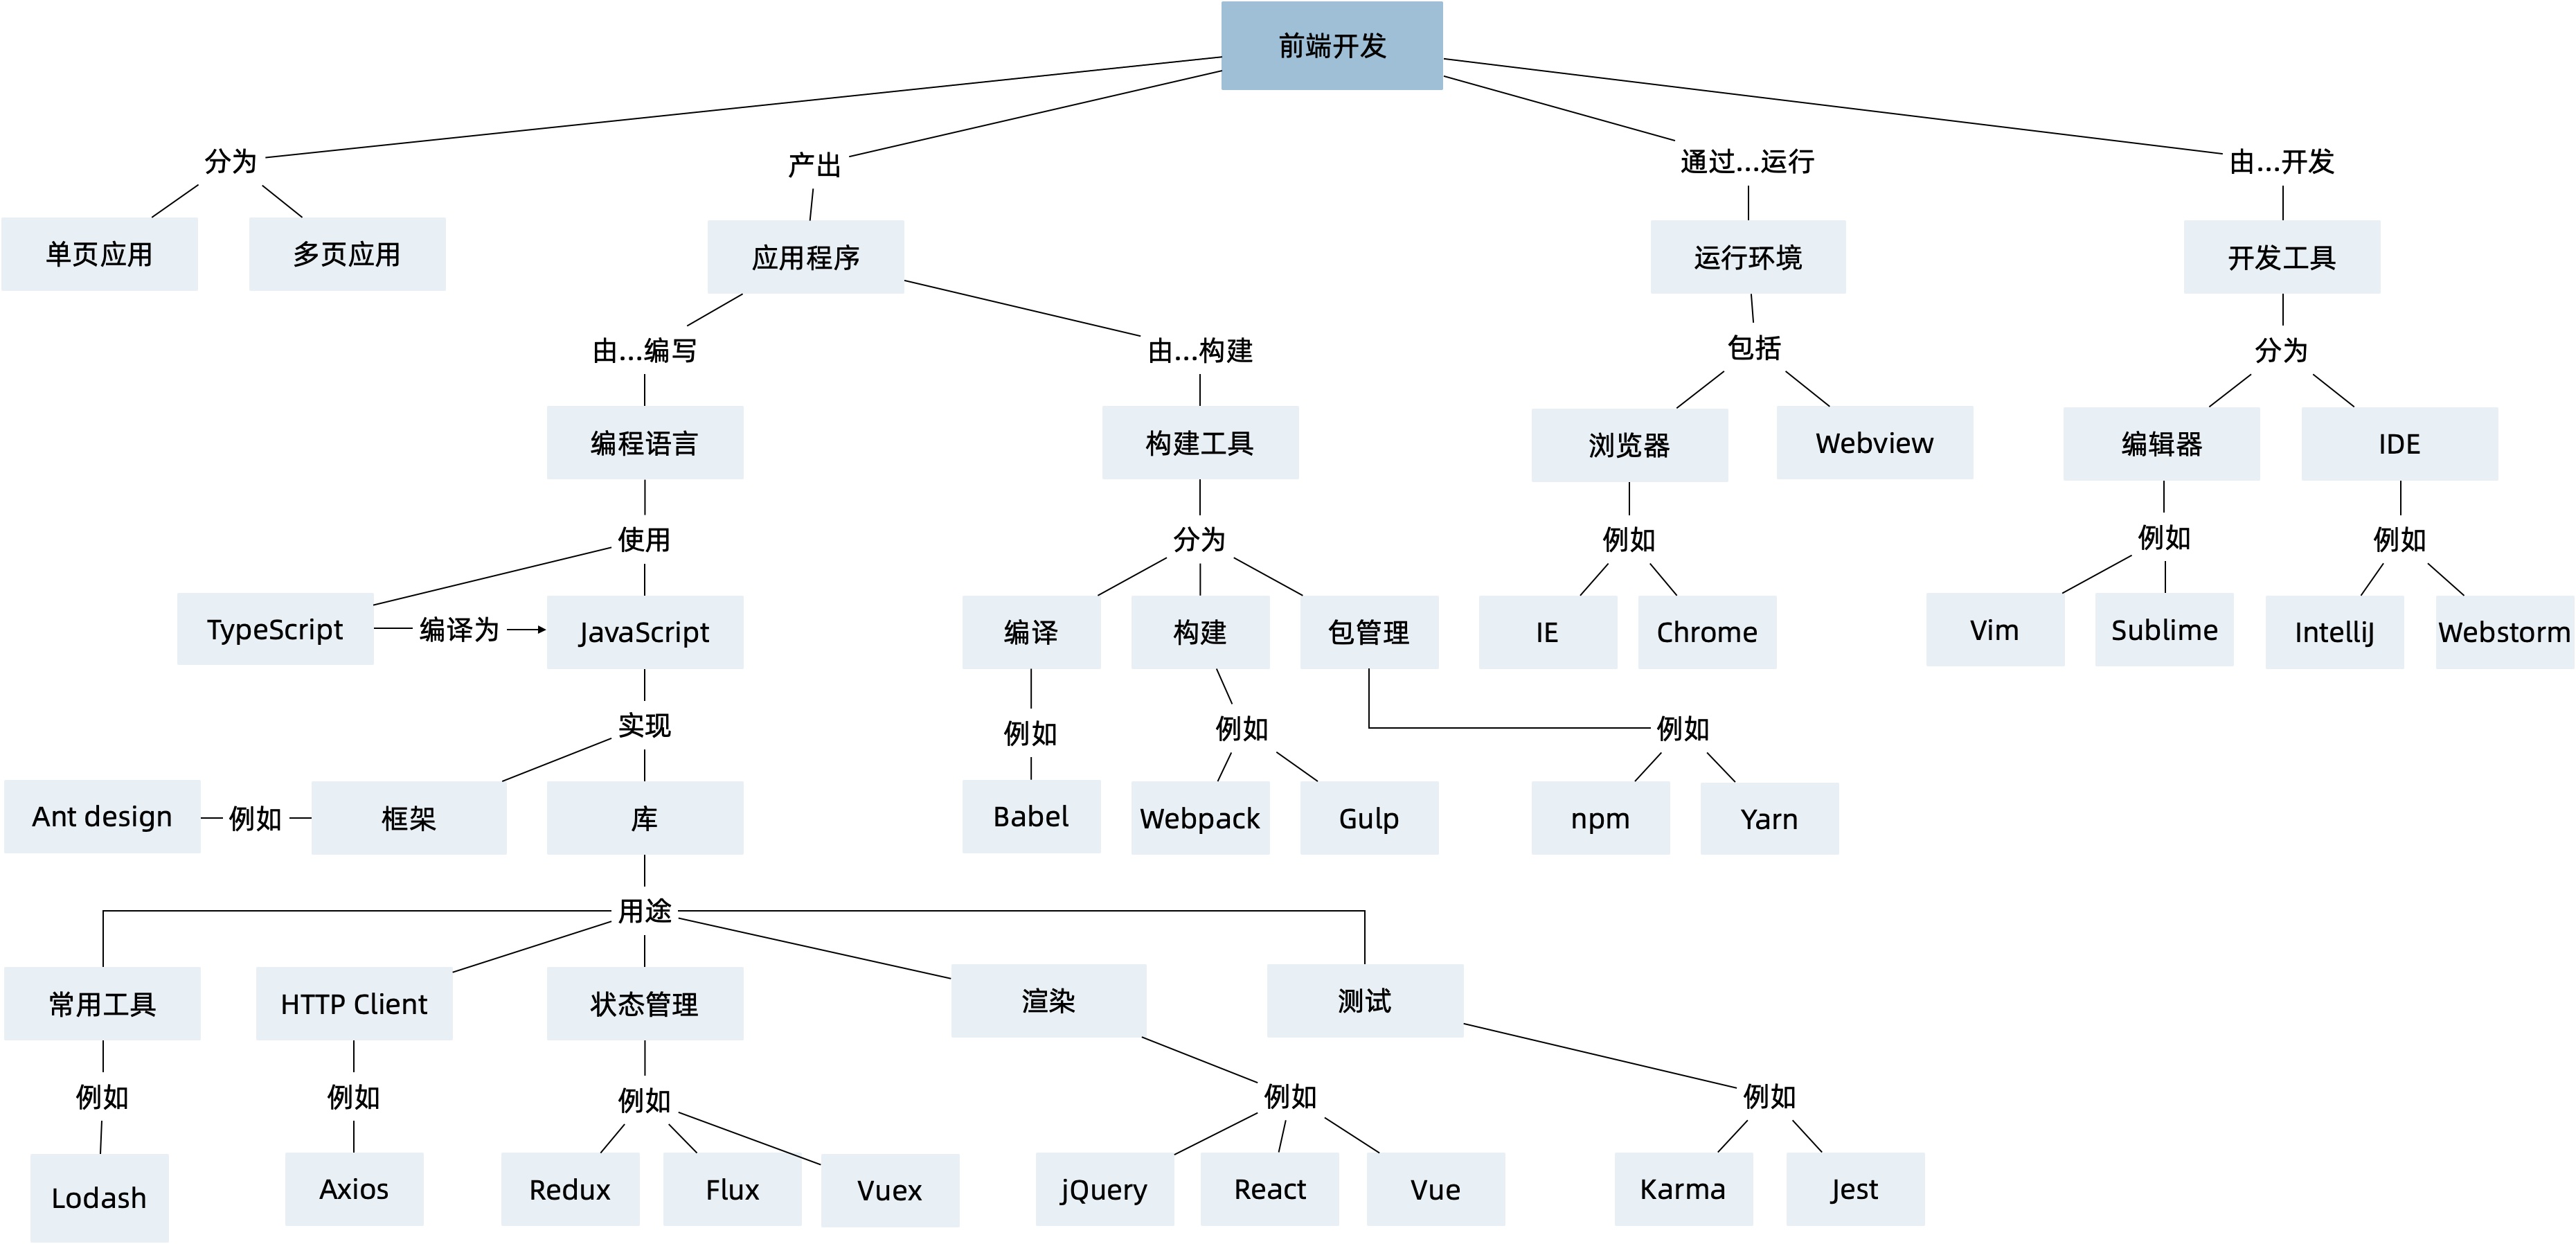 前端开发
分为
产出
通过...运行
由...开发
单页应用
多页应用
应用程序
运行环境
开发工具
由...编写
由...构建
包括
分为
编程语言
构建工具
浏览器
Webview
编辑器
IDE
使用
分为
例如
例如
例如
TypeScript
编译为
JavaScript
编译
构建
包管理
IE
Chrome
Vim
Sublime
IntelliJ
Webstorm
实现
例如
例如
例如
Ant design
例如
框架
库
Babel
Webpack
Gulp
npm
Yarn
用途
常用工具
HTTP Client
状态管理
渲染
测试
例如
例如
例如
例如
例如
Lodash
Axios
Redux
Flux
Vuex
jQuery
React
Vue
Karma
Jest